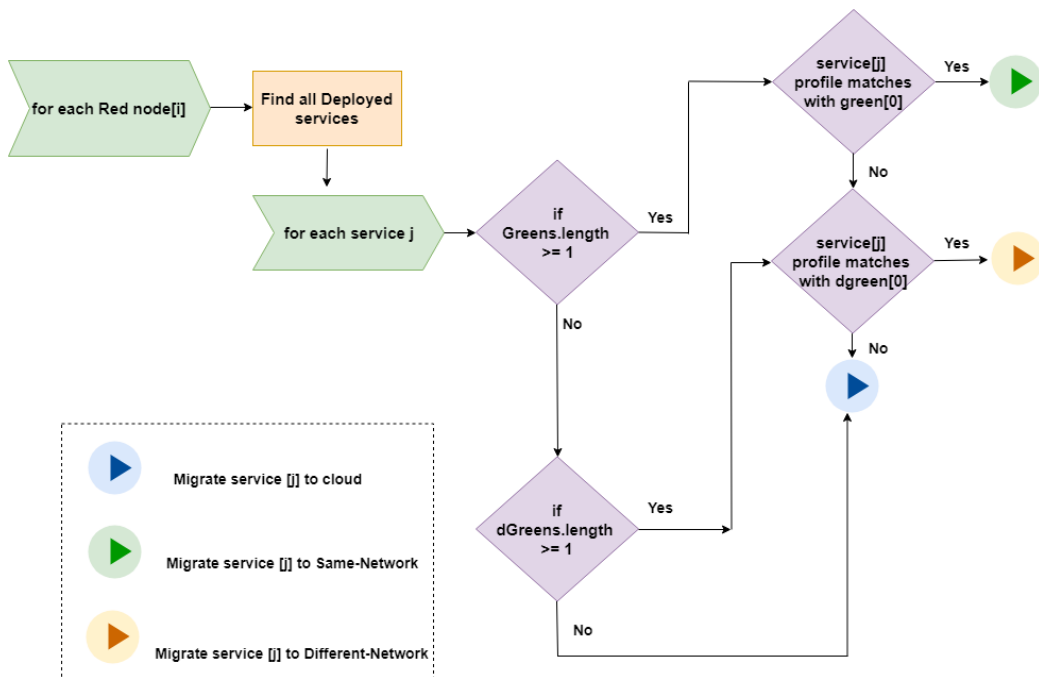 for each Red node[i]
Find all Deployed
services
for each service j
if
Greens.length
>= 1
Yes
No
service[j]
profile matches
with green[0]
Yes
No
service[j]
profile matches
with dgreen[0]
Yes
No
if
dGreens.length
>= 1
Yes
No
Migrate service [j] to cloud
Migrate service [j] to Same-Network
Migrate service [j] to Different-Network